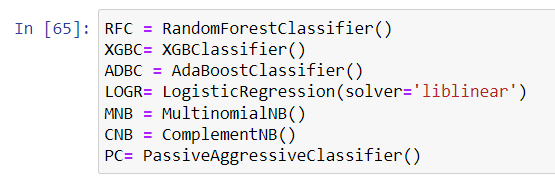 In [65]: RFC = RandomForestClassifier()
XGBC= XGBClassifier()
ADBC = AdaBoostClassifier()
LOGR= LogisticRegression(solver='liblinear')
MNB = MultinomialNB()
CNB = ComplementNB()
PC= PassiveAggressiveClassifier()